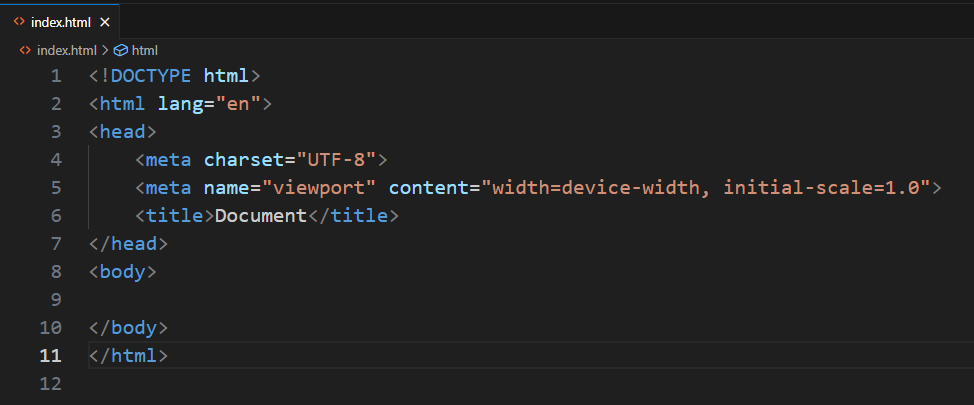 index.html
index.html > html
1 <!DOCTYPE html>
2 <html lang="en">
3 <head>
4     <meta charset="UTF-8">
5     <meta name="viewport" content="width=device-width, initial-scale=1.0">
6     <title>Document</title>
7 </head>
8 <body>
9
10 </body>
11 </html>
12